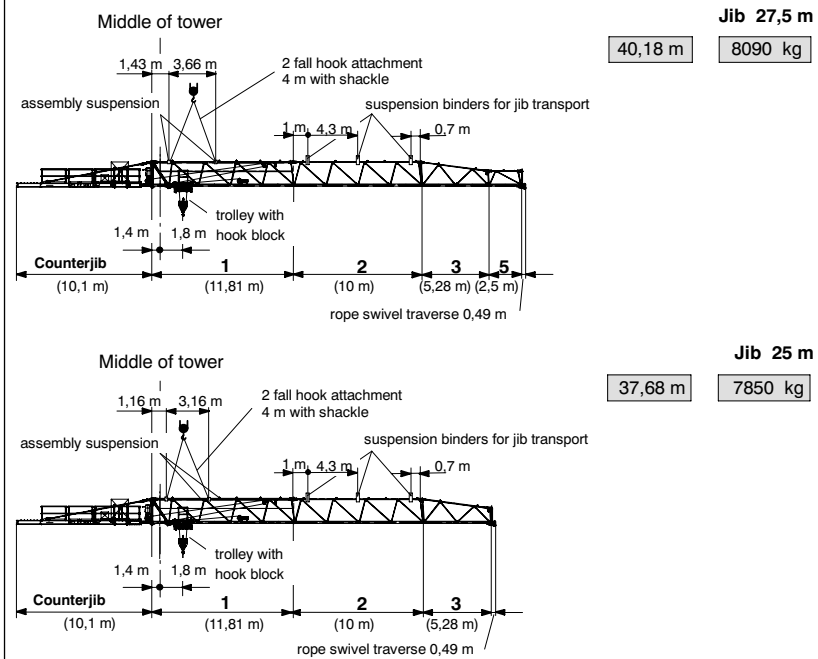 Jib 27,5 m
40,18 m 8090 kg
Middle of tower
1,43 m 3,66 m
2 fall hook attachment
4 m with shackle
assembly suspension
suspension binders for jib transport
1 m 4,3 m 0,7 m
trolley with
hook block
1,4 m 1,8 m
Counterjib 1 2 3 5
(10,1 m) (11,81 m) (10 m) (5,28 m) (2,5 m)
rope swivel traverse 0,49 m
Jib 25 m
37,68 m 7850 kg
Middle of tower
1,16 m 3,16 m
2 fall hook attachment
4 m with shackle
assembly suspension
suspension binders for jib transport
1 m 4,3 m 0,7 m
trolley with
hook block
1,4 m 1,8 m
Counterjib 1 2 3
(10,1 m) (11,81 m) (10 m) (5,28 m)
rope swivel traverse 0,49 m